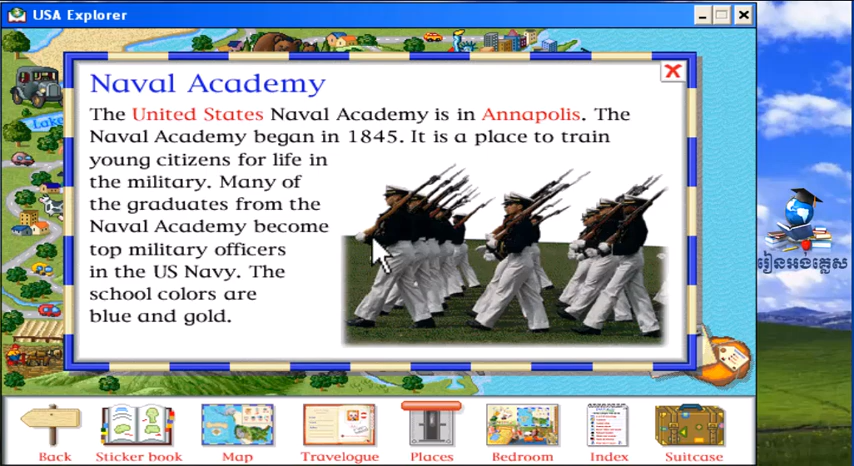 USA Explorer
Naval Academy
The United States Naval Academy is in Annapolis. The
Naval Academy began in 1845. It is a place to train
young citizens for life in
the military. Many of
the graduates from the
Naval Academy become
top military officers
in the US Navy. The
school colors are
blue and gold.
Lake
រៀនអង់គ្លេស
Back
Sticker book
Map
Travelogue
Places
Bedroom
Index
Suitcase